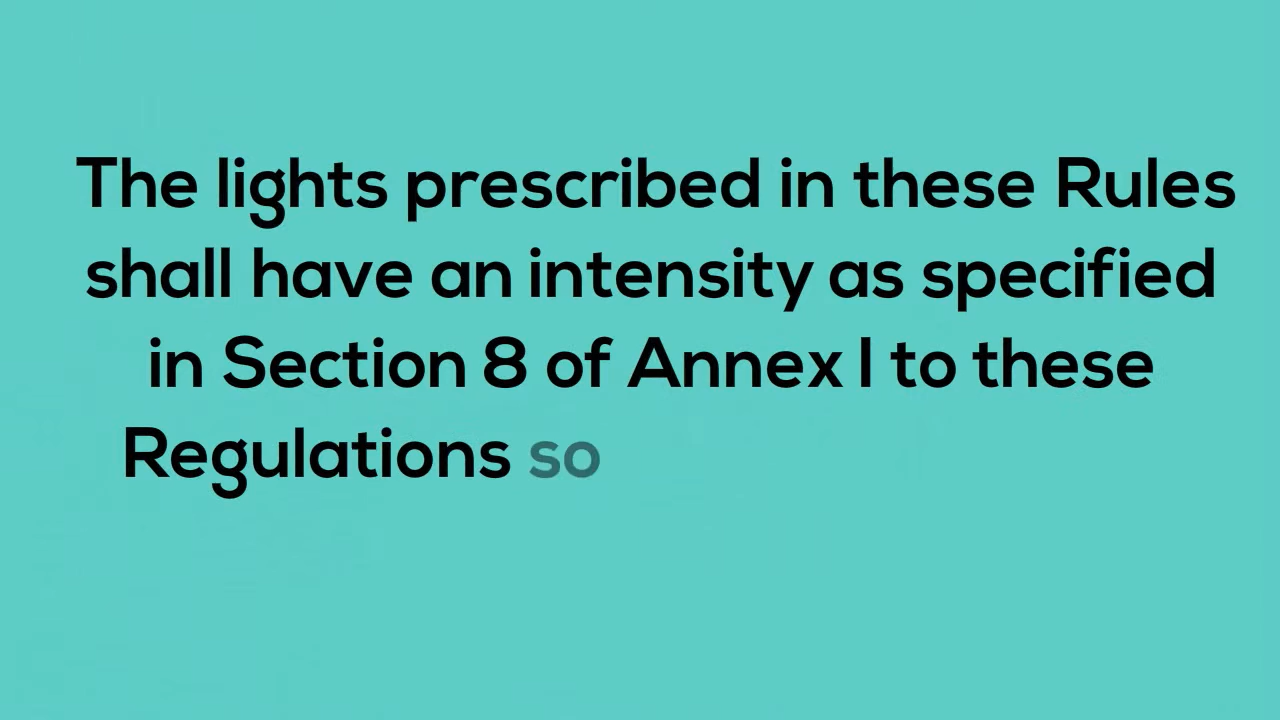 The lights prescribed in these Rules
shall have an intensity as specified
in Section 8 of Annex I to these
Regulations so